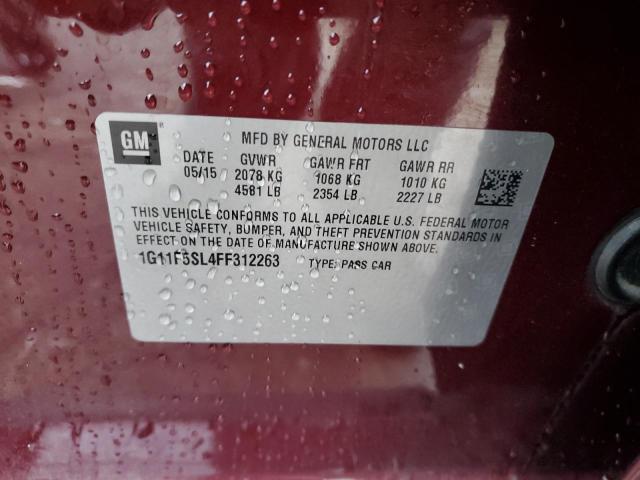 GM ®
MFD BY GENERAL MOTORS LLC
DATE GVWR GAWR FRT GAWR RR
05/15 2078 KG 1068 KG 1010 KG
4581 LB 2354 LB 2227 LB
THIS VEHICLE CONFORMS TO ALL APPLICABLE U.S. FEDERAL MOTOR
VEHICLE SAFETY, BUMPER, AND THEFT PREVENTION STANDARDS IN
EFFECT ON THE DATE OF MANUFACTURE SHOWN ABOVE.
1G11F5SL4FF312263 TYPE: PASS CAR